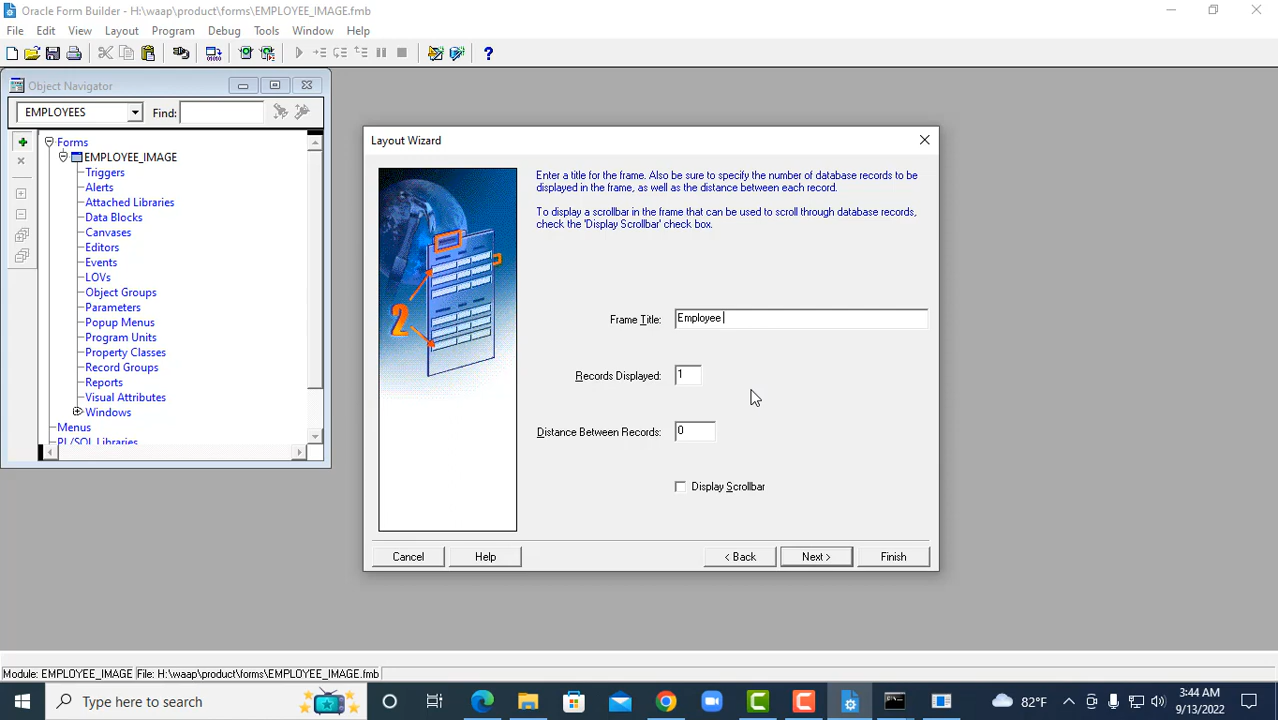 Oracle Form Builder - H:\waap\product\forms\EMPLOYEE_IMAGE.fmb
File Edit View Layout Program Debug Tools Window Help
Object Navigator
EMPLOYEES Find:
Forms
EMPLOYEE_IMAGE
Triggers
Alerts
Attached Libraries
Data Blocks
Canvases
Editors
Events
LOVs
Object Groups
Parameters
Popup Menus
Program Units
Property Classes
Record Groups
Reports
Visual Attributes
Windows
Menus
PL/SQL Libraries
Layout Wizard
Enter a title for the frame. Also be sure to specify the number of database records to be
displayed in the frame, as well as the distance between each record.
To display a scrollbar in the frame that can be used to scroll through database records,
check the 'Display Scrollbar' check box.
2
Frame Title: Employee
Records Displayed: 1
Distance Between Records: 0
Display Scrollbar
Cancel Help < Back Next > Finish
Module: EMPLOYEE_IMAGE File: H:\waap\product\forms\EMPLOYEE_IMAGE.fmb
Type here to search
82°F
3:44 AM
9/13/2022